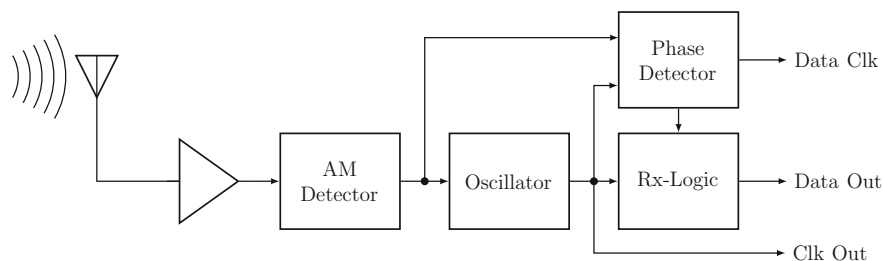 Phase
Detector
Data Clk
AM
Detector
Oscillator
Rx-Logic
Data Out
Clk Out